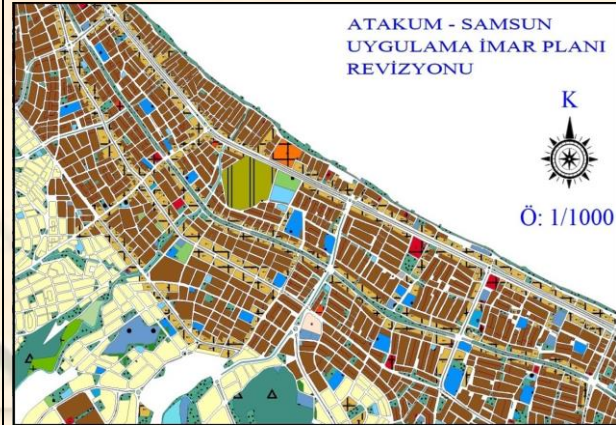 ATAKUM - SAMSUN
UYGULAMA İMAR PLANI
REVİZYONU
K
Ö: 1/1000